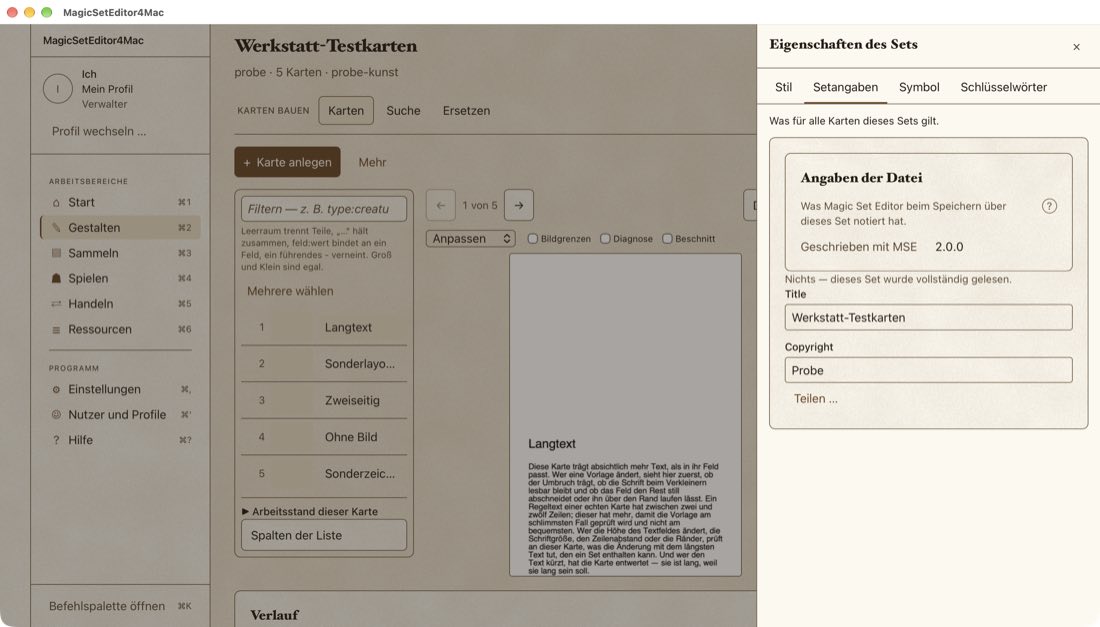 MagicSetEditor4Mac
MagicSetEditor4Mac
I
Ich
Mein Profil
Verwalter
Profil wechseln ...
ARBEITSBEREICHE
Start ⌘1
Gestalten ⌘2
Sammeln ⌘3
Spielen ⌘4
Handeln ⌘5
Ressourcen ⌘6
PROGRAMM
Einstellungen ⌘,
Nutzer und Profile ⌘'
? Hilfe ⌘?
Befehlspalette öffnen ⌘K
Werkstatt-Testkarten
probe · 5 Karten · probe-kunst
KARTEN BAUEN Karten Suche Ersetzen
+ Karte anlegen Mehr
Filtern — z. B. type:creatu
Leerraum trennt Teile, „…" hält
zusammen, feld:wert bindet an ein
Feld, ein führendes - verneint. Groß
und Klein sind egal.
Mehrere wählen
1 Langtext
2 Sonderlayo...
3 Zweiseitig
4 Ohne Bild
5 Sonderzeic...
▶ Arbeitsstand dieser Karte
Spalten der Liste
← 1 von 5 →
Anpassen Bildgrenzen Diagnose Beschnitt
Langtext
Diese Karte trägt absichtlich mehr Text, als in ihr Feld
passt. Wer eine Vorlage ändert, sieht hier zuerst, ob
der Umbruch trägt, ob die Schrift beim Verkleinern
lesbar bleibt und ob das Feld den Rest still
abschneidet oder ihn über den Rand laufen lässt. Ein
Regeltext einer echten Karte hat zwischen zwei und
zwölf Zeilen; dieser hat mehr, damit die Vorlage am
schlimmsten Fall geprüft wird und nicht am
bequemsten. Wer die Höhe des Textfeldes ändert, die
Schriftgröße, den Zeilenabstand oder die Ränder, prüft
an dieser Karte, was die Änderung mit dem längsten
Text tut, den ein Set enthalten kann. Und wer den
Text kürzt, hat die Karte entwertet — sie ist lang, weil
sie lang sein soll.
Verlauf
Eigenschaften des Sets ×
Stil Setangaben Symbol Schlüsselwörter
Was für alle Karten dieses Sets gilt.
Angaben der Datei
Was Magic Set Editor beim Speichern über
dieses Set notiert hat.
?
Geschrieben mit MSE 2.0.0
Nichts — dieses Set wurde vollständig gelesen.
Title
Werkstatt-Testkarten
Copyright
Probe
Teilen ...